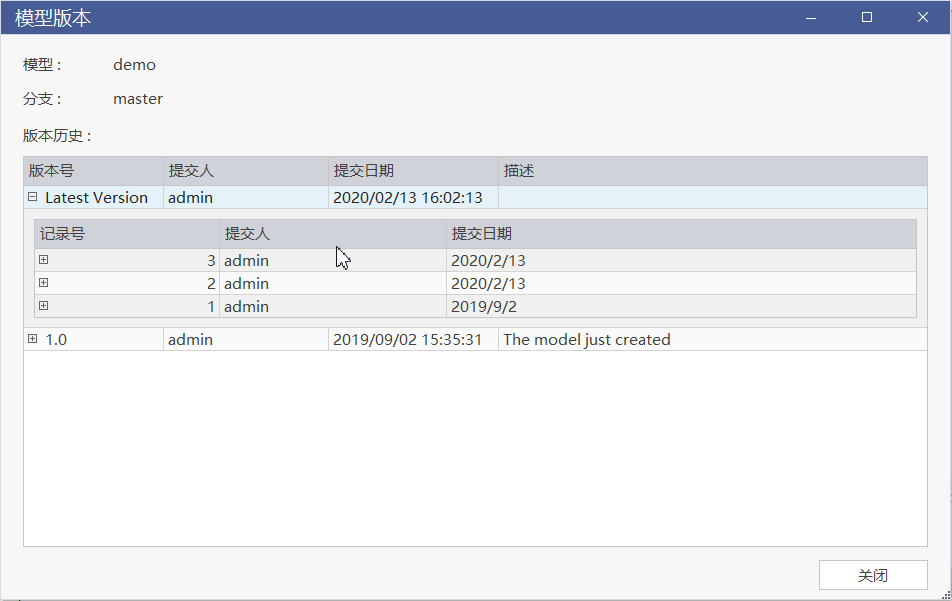 模型版本
模型 : demo
分支 : master
版本历史 :
版本号 提交人 提交日期 描述
Latest Version admin 2020/02/13 16:02:13
记录号 提交人 提交日期
3 admin 2020/2/13
2 admin 2020/2/13
1 admin 2019/9/2
1.0 admin 2019/09/02 15:35:31 The model just created
关闭